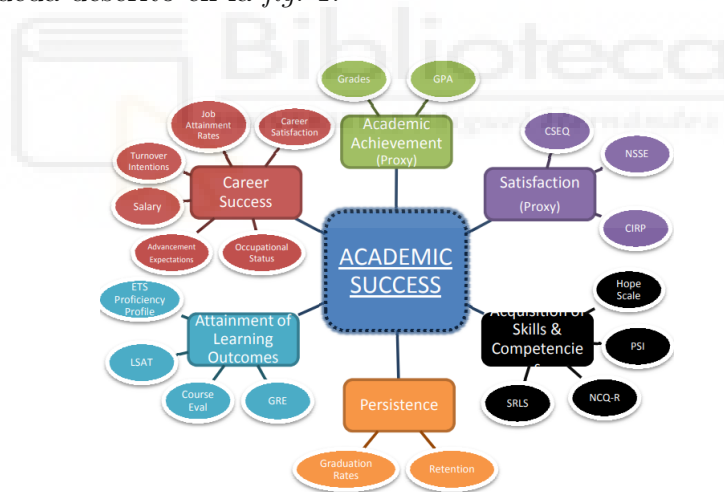 Biblioteca
Grades
GPA
Job
Attainment
Rates
Career
Satisfaction
Academic
Achievement
(Proxy)
CSEQ
NSSE
Turnover
Intentions
Career
Success
Satisfaction
(Proxy)
Salary
CIRP
Advancement
Expectations
Occupational
Status
ACADEMIC
SUCCESS
ETS
Proficiency
Profile
Hope
Scale
Attainment of
Learning
Outcomes
Acquisition of
Skills &
Competencie
s
PSI
LSAT
Course
Eval
GRE
SRLS
NCQ-R
Persistence
Graduation
Rates
Retention